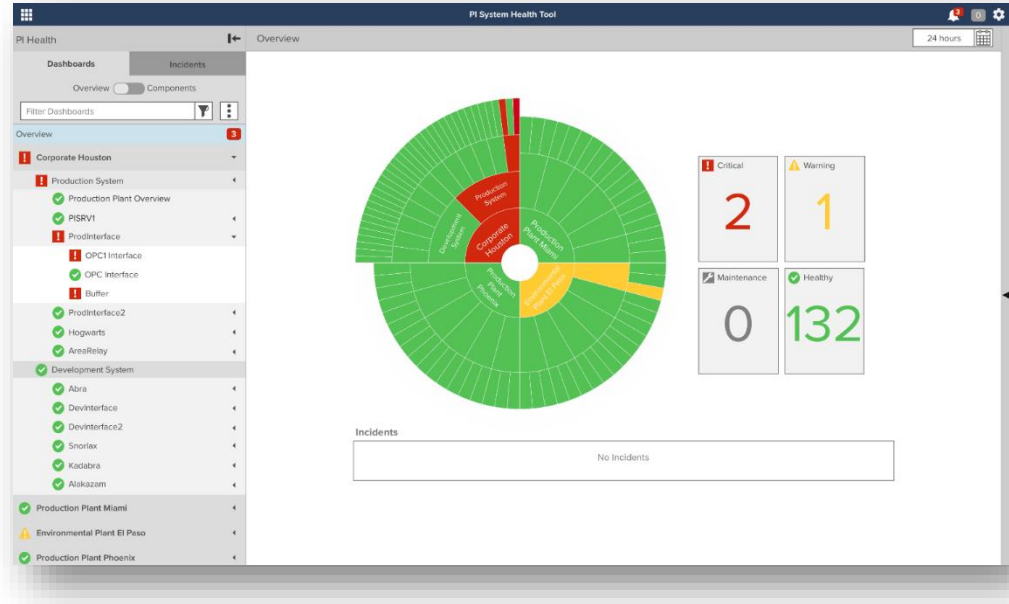 PI System Health Tool
3
0
PI Health
Overview
24 hours
Dashboards
Incidents
Overview
Components
Filter Dashboards
Overview
3
Corporate Houston
Production System
Production Plant Overview
PISRV1
ProdInterface
OPC1 Interface
OPC Interface
Buffer
ProdInterface2
Hogwarts
AreaRelay
Development System
Abra
DevInterface
DevInterface2
Snorlax
Kadabra
Alakazam
Production Plant Miami
Environmental Plant El Paso
Production Plant Phoenix
Production
System
Development
System
Corporate
Houston
Production
Plant Miami
Production
Plant
Phoenix
Environmental
Plant El Paso
Critical
2
Warning
1
Maintenance
0
Healthy
132
Incidents
No Incidents